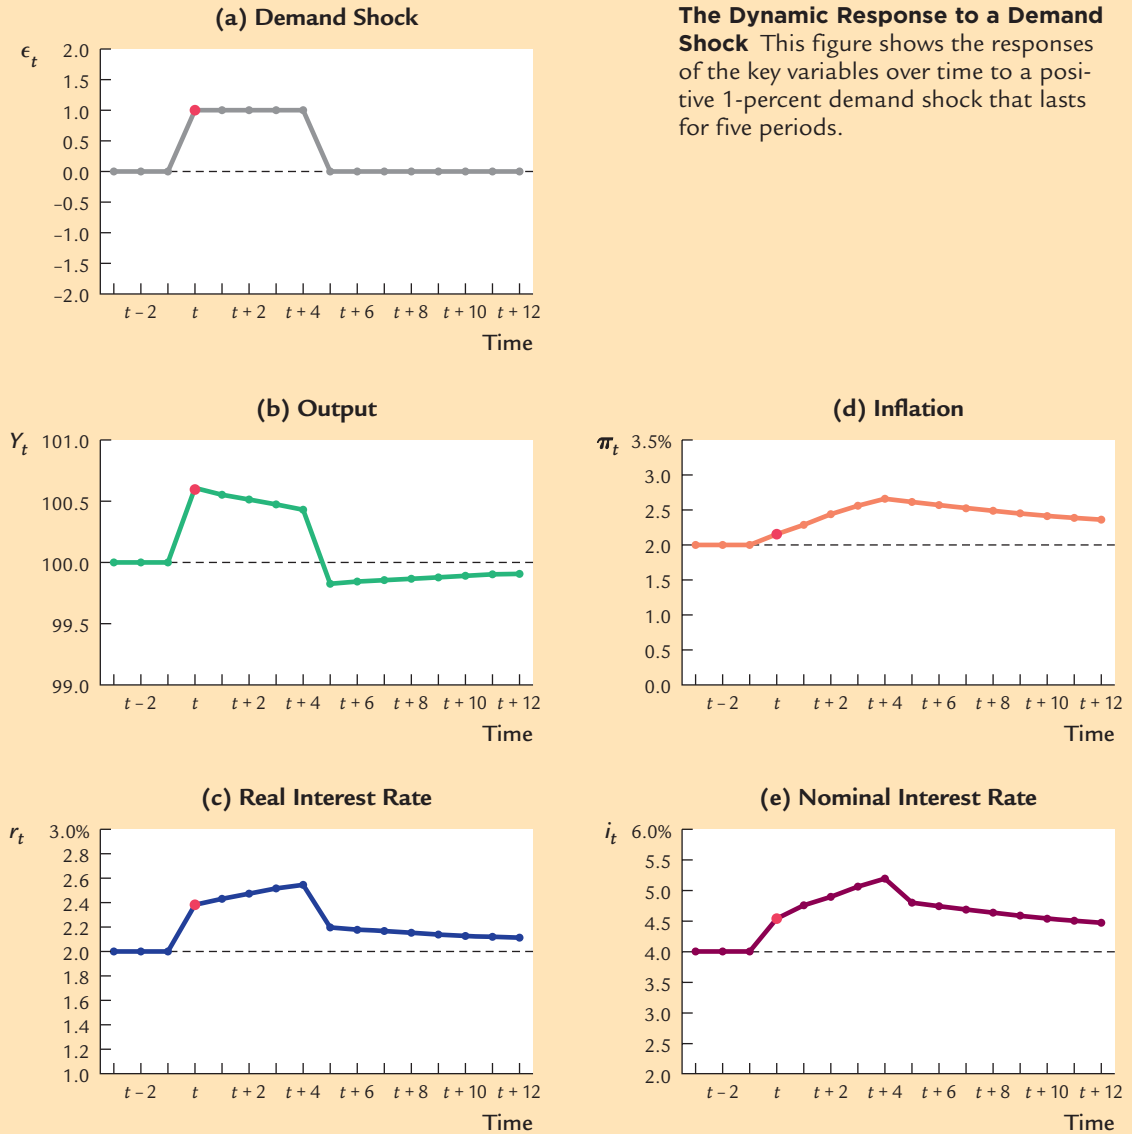 (a) Demand Shock
ϵt
2.0
1.5
1.0
0.5
0.0
–0.5
–1.0
–1.5
–2.0
t – 2 t t + 2 t + 4 t + 6 t + 8 t + 10 t + 12
Time
The Dynamic Response to a Demand
Shock This figure shows the responses
of the key variables over time to a posi-
tive 1-percent demand shock that lasts
for five periods.
(b) Output
Yt
101.0
100.5
100.0
99.5
99.0
t – 2 t t + 2 t + 4 t + 6 t + 8 t + 10 t + 12
Time
(d) Inflation
πt
3.5%
3.0
2.5
2.0
1.5
1.0
0.5
0.0
t – 2 t t + 2 t + 4 t + 6 t + 8 t + 10 t + 12
Time
(c) Real Interest Rate
rt
3.0%
2.8
2.6
2.4
2.2
2.0
1.8
1.6
1.4
1.2
1.0
t – 2 t t + 2 t + 4 t + 6 t + 8 t + 10 t + 12
Time
(e) Nominal Interest Rate
it
6.0%
5.5
5.0
4.5
4.0
3.5
3.0
2.5
2.0
t – 2 t t + 2 t + 4 t + 6 t + 8 t + 10 t + 12
Time